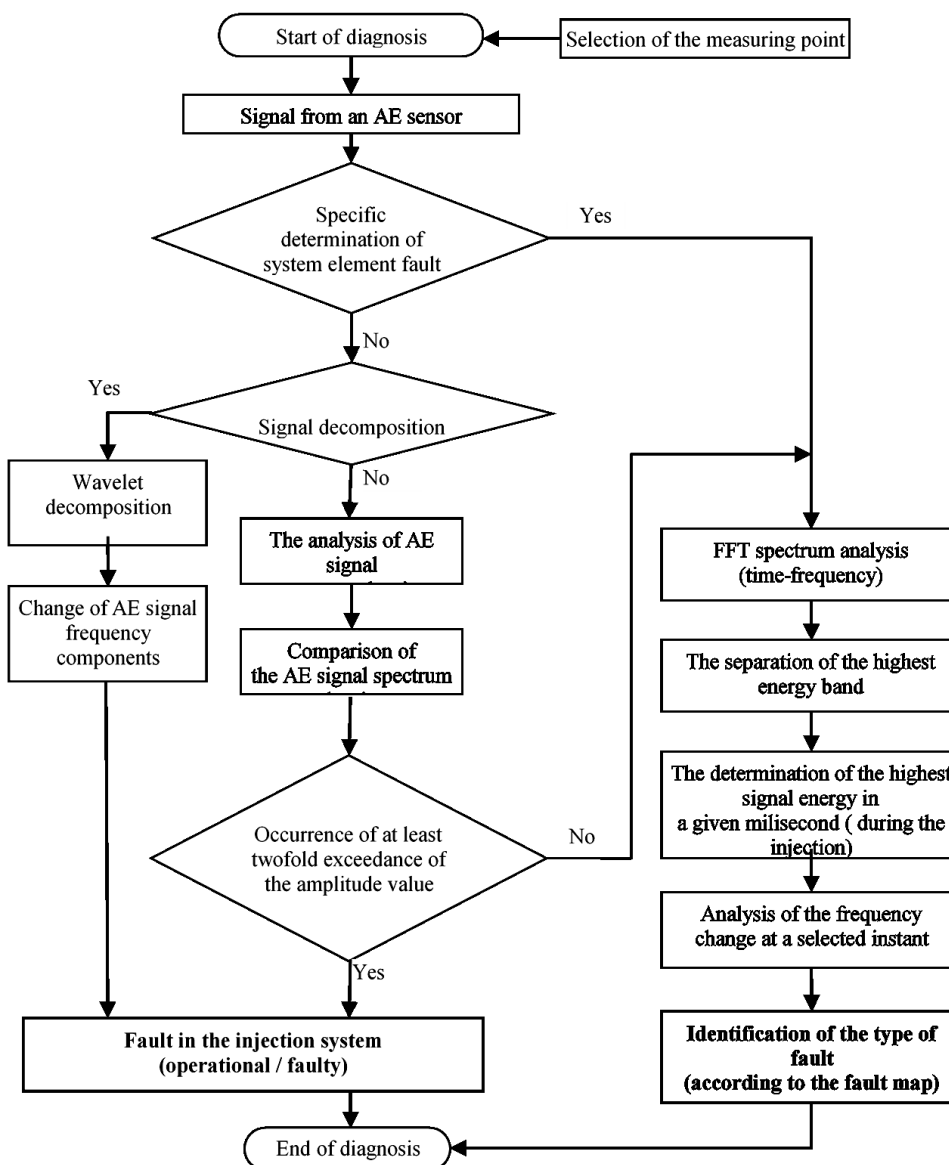 Start of diagnosis
Selection of the measuring point
Signal from an AE sensor
Specific
determination of
system element fault
Yes
No
Yes
Signal decomposition
No
Wavelet
decomposition
The analysis of AE
signal
FFT spectrum analysis
(time-frequency)
Change of AE signal
frequency
components
Comparison of
the AE signal spectrum
The separation of the highest
energy band
The determination of the highest
signal energy in
a given milisecond ( during the
injection)
Occurrence of at least
twofold exceedance of
the amplitude value
No
Yes
Analysis of the frequency
change at a selected instant
Fault in the injection system
(operational / faulty)
Identification of the type of
fault
(according to the fault map)
End of diagnosis